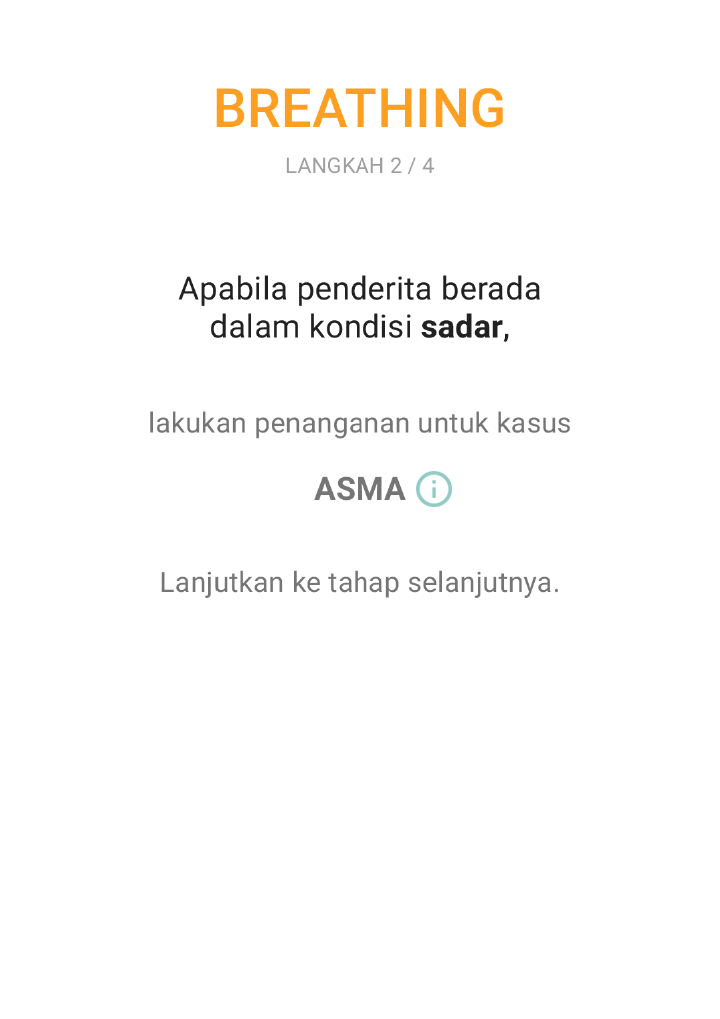 BREATHING
LANGKAH 2 / 4
Apabila penderita berada
dalam kondisi sadar,
lakukan penanganan untuk kasus
ASMA
Lanjutkan ke tahap selanjutnya.